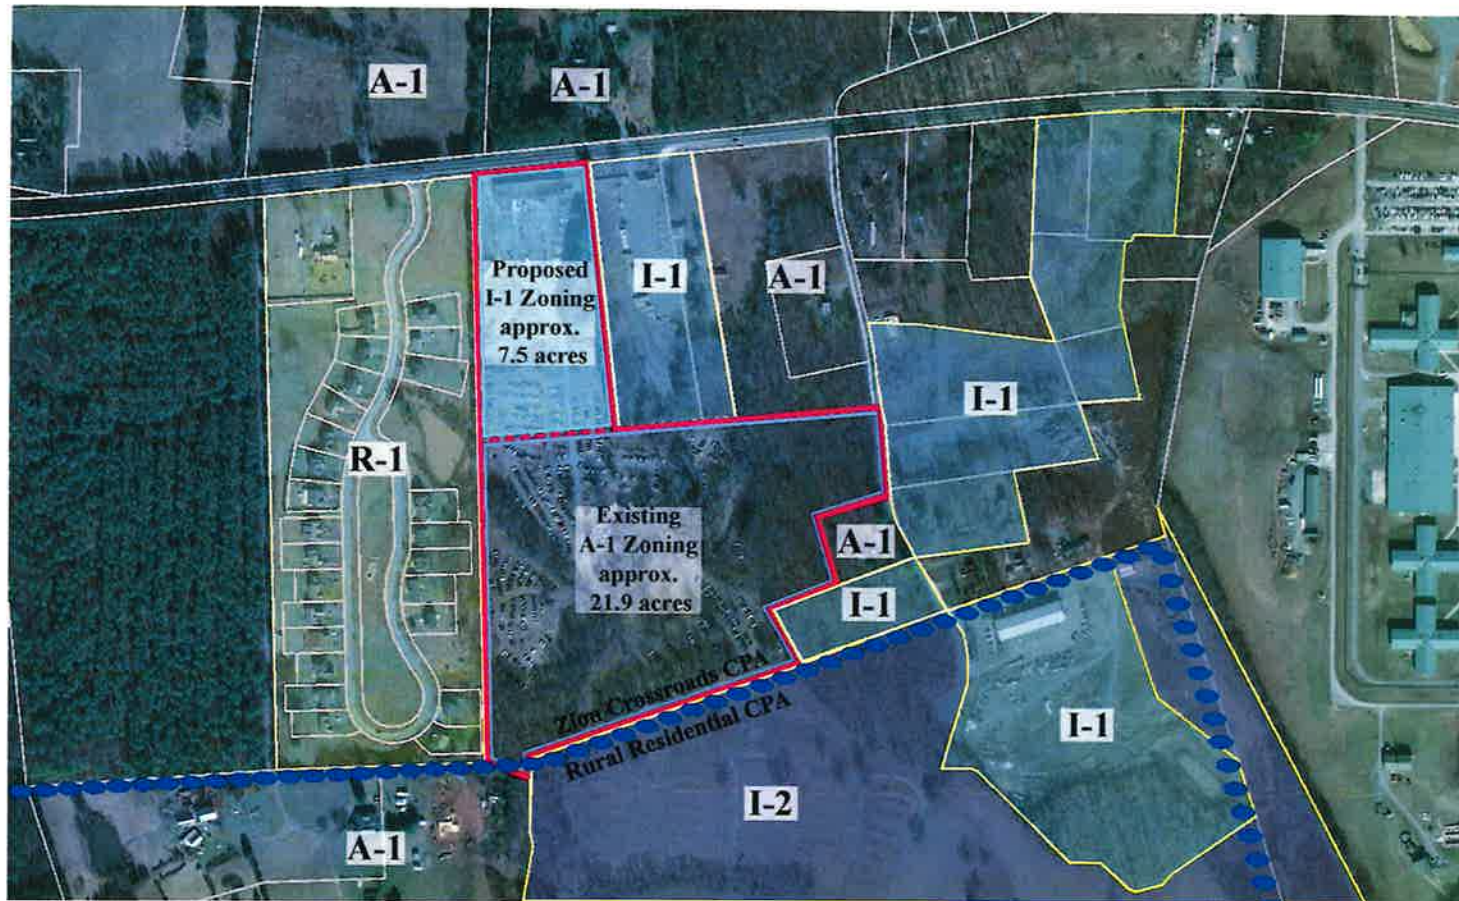 A-1
A-1
Proposed
I-1 Zoning
approx.
7.5 acres
I-1
A-1
I-1
R-1
Existing
A-1 Zoning
approx.
21.9 acres
A-1
I-1
Zion Crossroads CPA
Rural Residential CPA
I-1
I-2
A-1